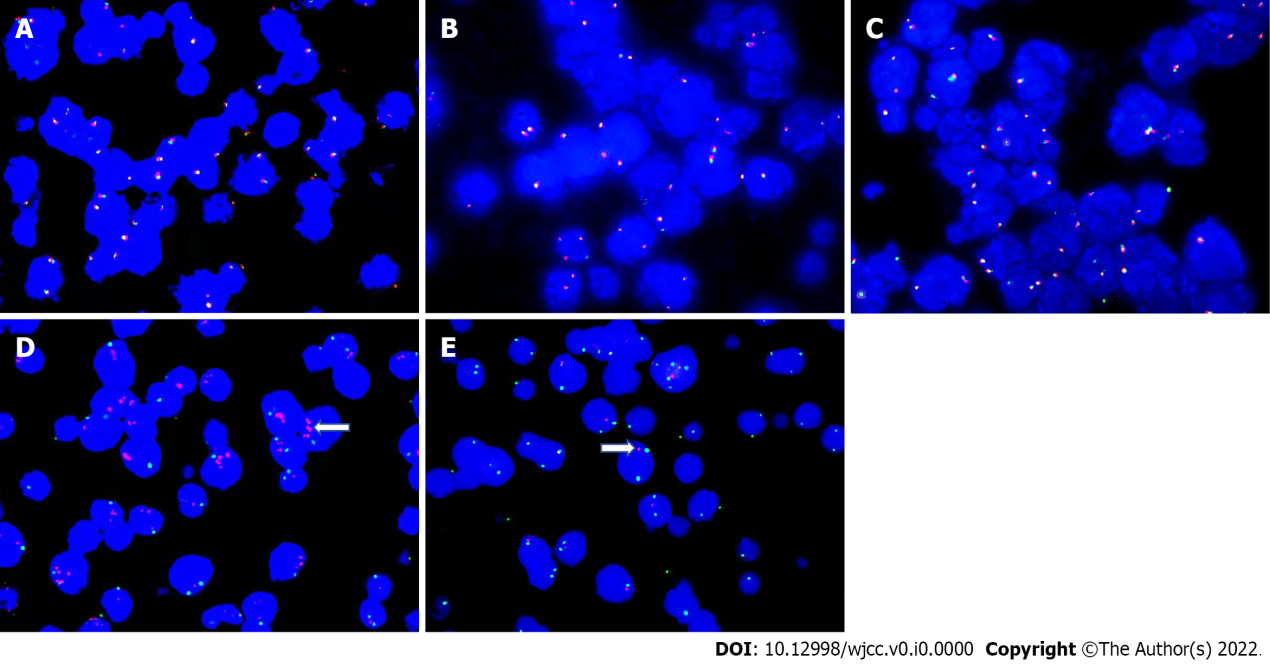 A
B
C
D
E
DOI: 10.12998/wjcc.v0.i0.0000 Copyright ©The Author(s) 2022.